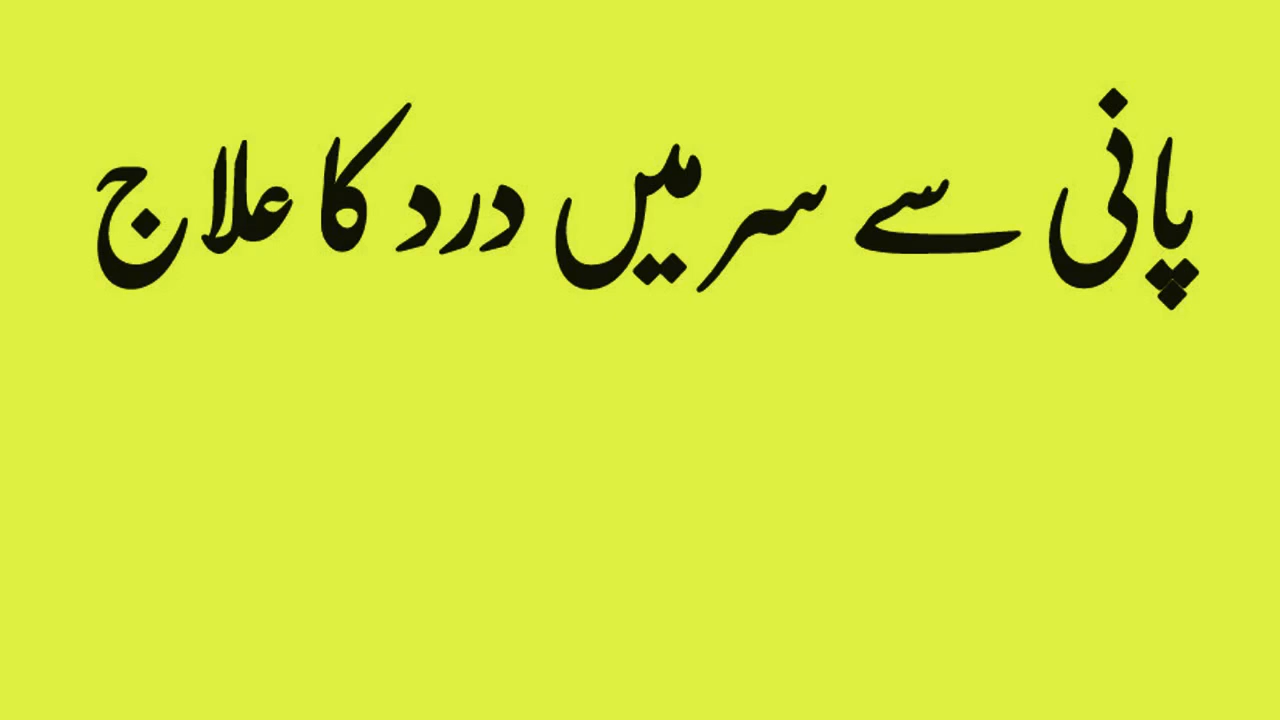 پانی سے سر میں درد کا علاج